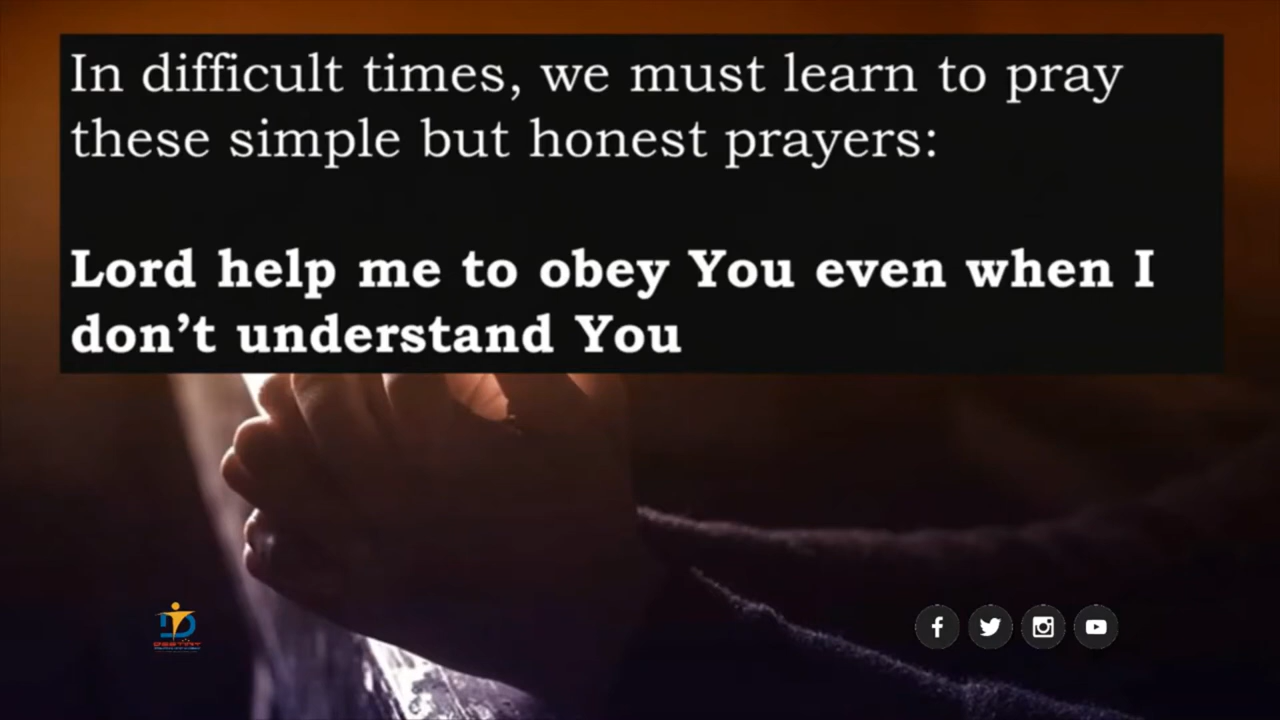 In difficult times, we must learn to pray
these simple but honest prayers:
Lord help me to obey You even when I
don’t understand You